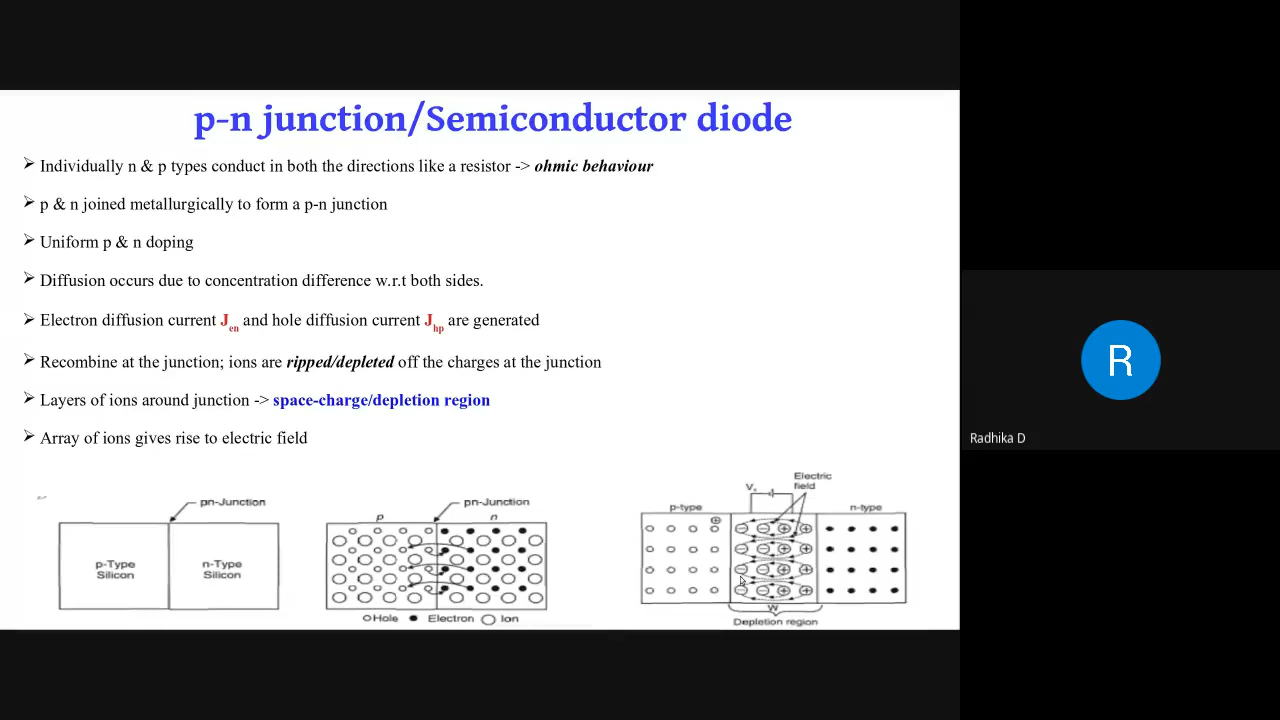 p-n junction/Semiconductor diode
Individually n & p types conduct in both the directions like a resistor -> ohmic behaviour
p & n joined metallurgically to form a p-n junction
Uniform p & n doping
Diffusion occurs due to concentration difference w.r.t both sides.
Electron diffusion current Jen and hole diffusion current Jhp are generated
Recombine at the junction; ions are ripped/depleted off the charges at the junction
Layers of ions around junction -> space-charge/depletion region
Array of ions gives rise to electric field
pn-Junction
p-Type
Silicon
n-Type
Silicon
pn-Junction
p
n
Hole
Electron
Ion
Electric
field
p-type
n-type
W
Depletion region
R
Radhika D